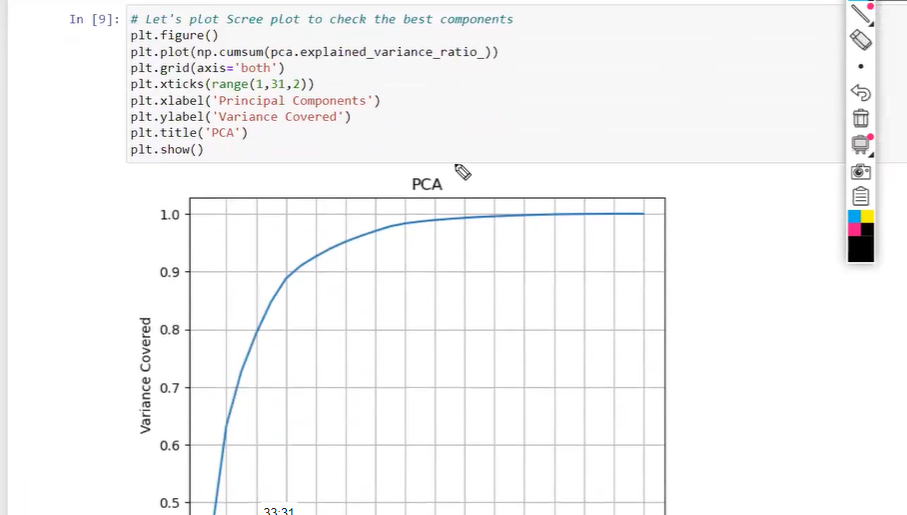 In [9]: # Let's plot Scree plot to check the best components
plt.figure()
plt.plot(np.cumsum(pca.explained_variance_ratio_))
plt.grid(axis='both')
plt.xticks(range(1,31,2))
plt.xlabel('Principal Components')
plt.ylabel('Variance Covered')
plt.title('PCA')
plt.show()
PCA
1.0
0.9
0.8
Variance Covered
0.7
0.6
0.5
33:31